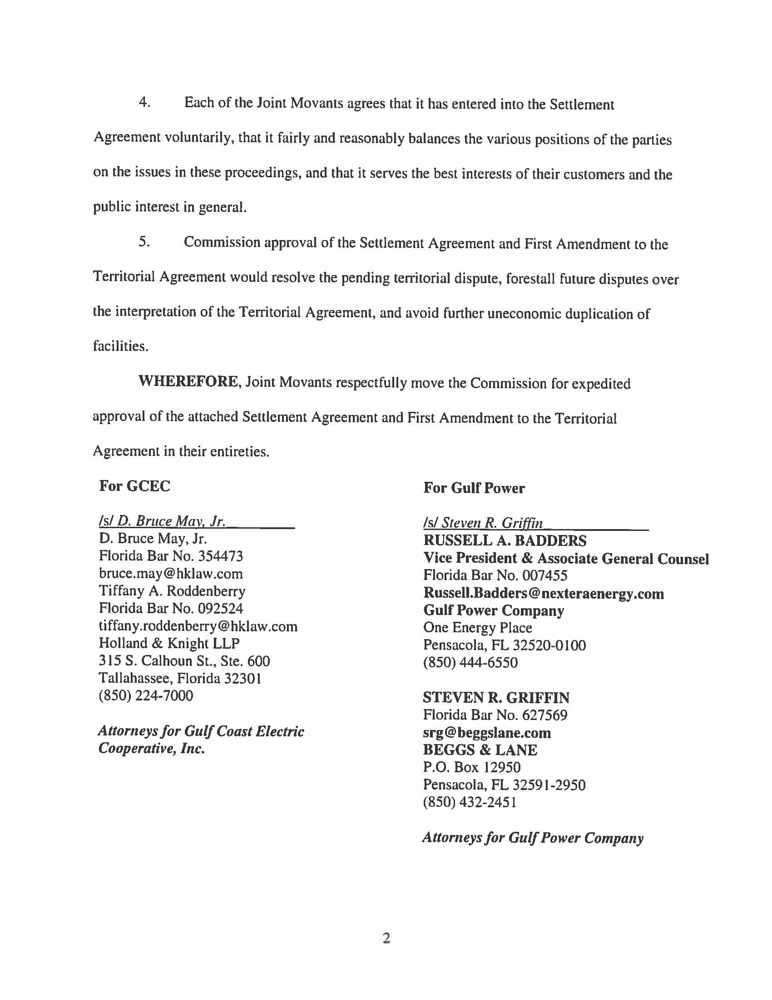 4. Each of the Joint Movants agrees that it has entered into the Settlement
Agreement voluntarily, that it fairly and reasonably balances the various positions of the parties
on the issues in these proceedings, and that it serves the best interests of their customers and the
public interest in general.
5. Commission approval of the Settlement Agreement and First Amendment to the
Territorial Agreement would resolve the pending territorial dispute, forestall future disputes over
the interpretation of the Territorial Agreement, and avoid further uneconomic duplication of
facilities.
WHEREFORE, Joint Movants respectfully move the Commission for expedited
approval of the attached Settlement Agreement and First Amendment to the Territorial
Agreement in their entireties.
For GCEC
/s/ D. Bruce May, Jr.
D. Bruce May, Jr.
Florida Bar No. 354473
bruce.may@hklaw.com
Tiffany A. Roddenberry
Florida Bar No. 092524
tiffany.roddenberry@hklaw.com
Holland & Knight LLP
315 S. Calhoun St., Ste. 600
Tallahassee, Florida 32301
(850) 224-7000
Attorneys for Gulf Coast Electric
Cooperative, Inc.
For Gulf Power
/s/ Steven R. Griffin
RUSSELL A. BADDERS
Vice President & Associate General Counsel
Florida Bar No. 007455
Russell.Badders@nexteraenergy.com
Gulf Power Company
One Energy Place
Pensacola, FL 32520-0100
(850) 444-6550
STEVEN R. GRIFFIN
Florida Bar No. 627569
srg@beggslane.com
BEGGS & LANE
P.O. Box 12950
Pensacola, FL 32591-2950
(850) 432-2451
Attorneys for Gulf Power Company
2